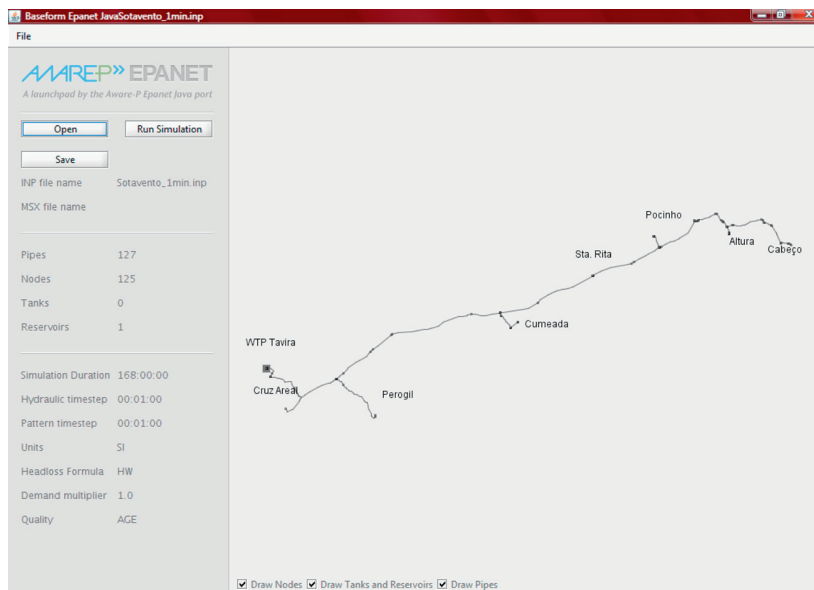 Baseform Epanet JavaSotavento_1min.inp
File
AWARE-P» EPANET
A launchpad by the Aware-P Epanet Java port
Open Run Simulation
Save
INP file name Sotavento_1min.inp
MSX file name
Pipes 127
Nodes 125
Tanks 0
Reservoirs 1
Simulation Duration 168:00:00
Hydraulic timestep 00:01:00
Pattern timestep 00:01:00
Units SI
Headloss Formula HW
Demand multiplier 1.0
Quality AGE
Pocinho
Altura
Cabeço
Sta. Rita
Cumeada
WTP Tavira
Cruz Areal
Perogil
Draw Nodes Draw Tanks and Reservoirs Draw Pipes